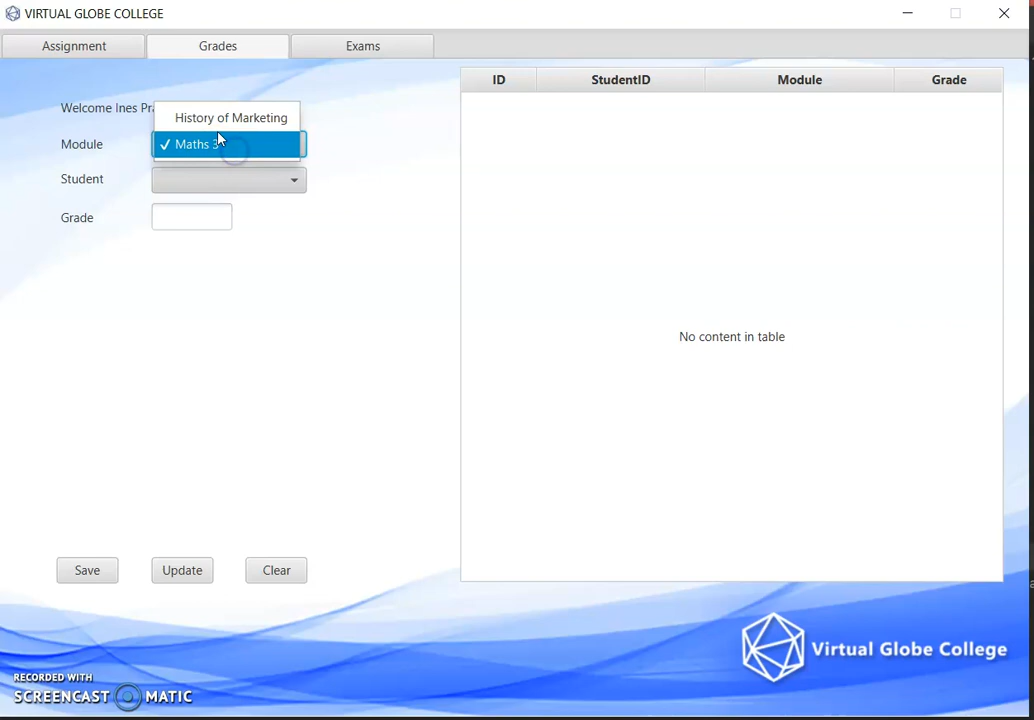 VIRTUAL GLOBE COLLEGE
Assignment
Grades
Exams
Welcome Ines
Module
History of Marketing
✓ Maths 3
Student
Grade
ID
StudentID
Module
Grade
No content in table
Save
Update
Clear
Virtual Globe College
RECORDED WITH
SCREENCAST MATIC